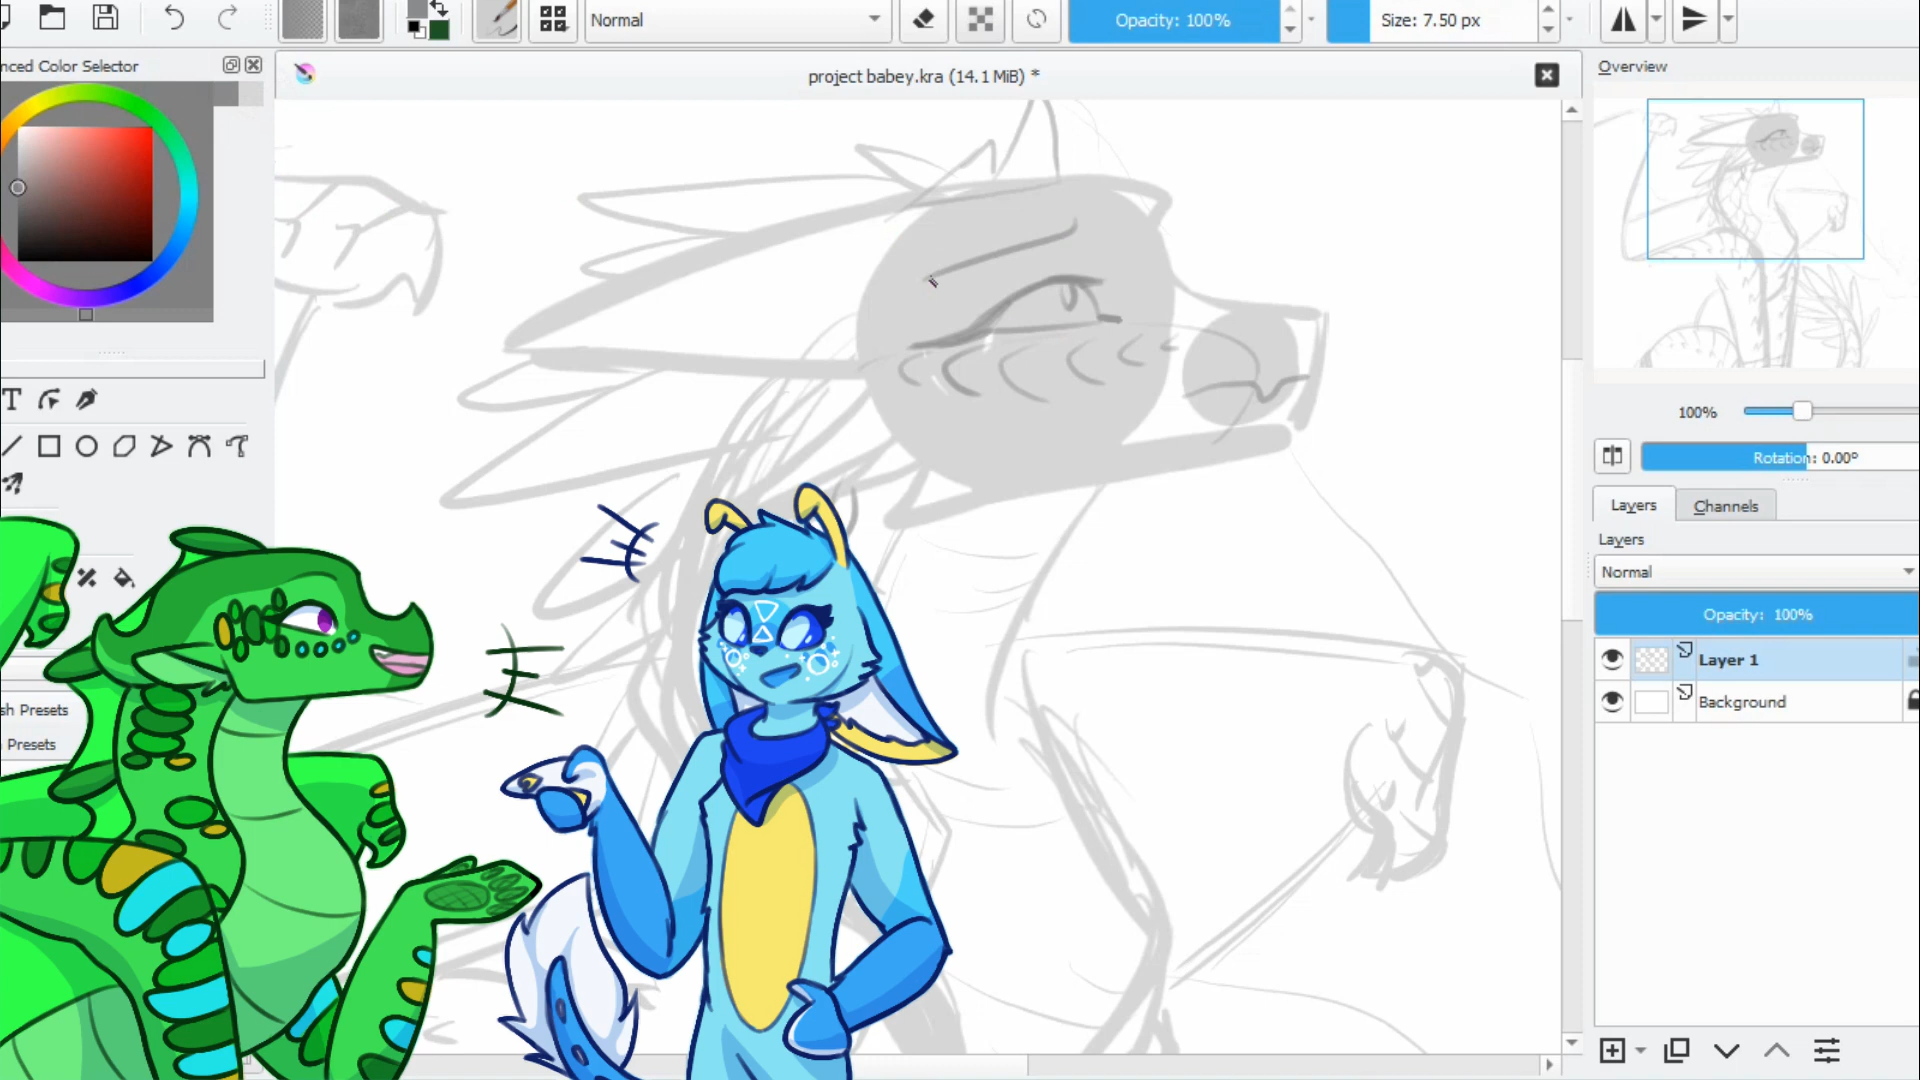 Normal
Opacity: 100%
Size: 7.50 px
nced Color Selector
project babey.kra (14.1 MiB) *
Overview
100%
Rotation: 0.00°
Layers
Channels
Layers
Normal
Opacity: 100%
Layer 1
Background
sh Presets
Presets